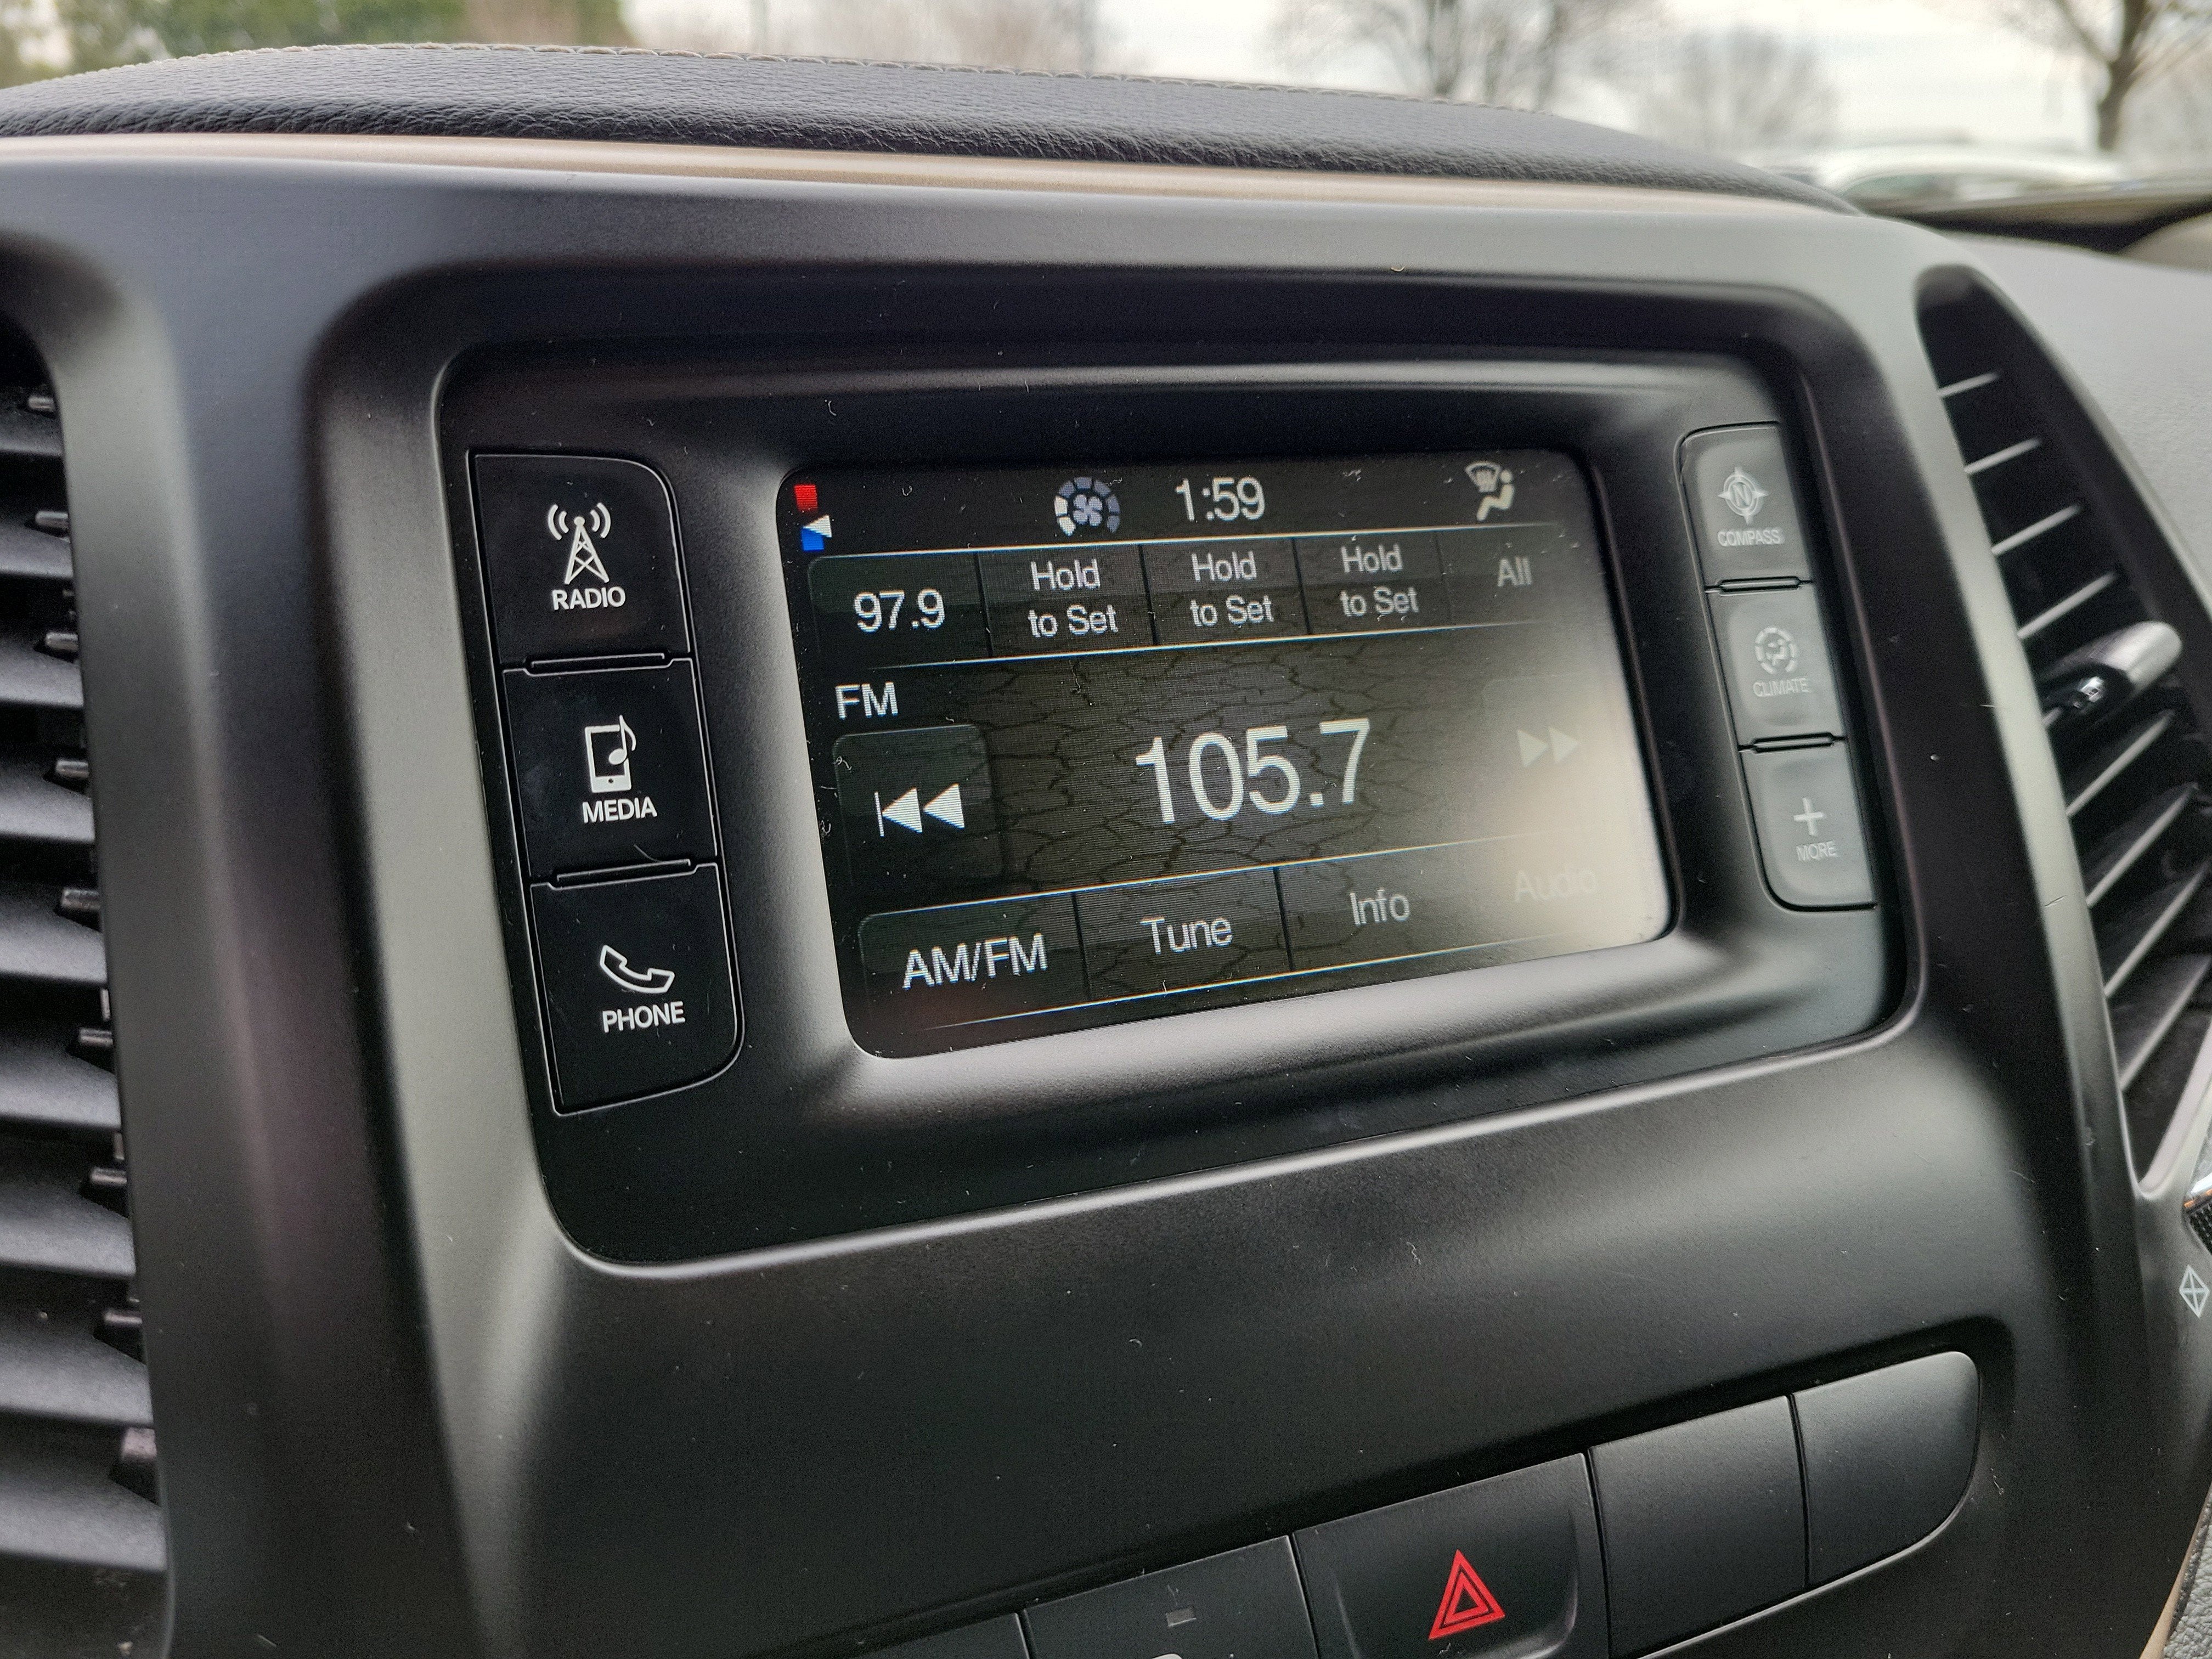 1:59
97.9
Hold
to Set
Hold
to Set
Hold
to Set
All
FM
105.7
AM/FM
Tune
Info
Audio
RADIO
MEDIA
PHONE
N
COMPASS
CLIMATE
+
MORE